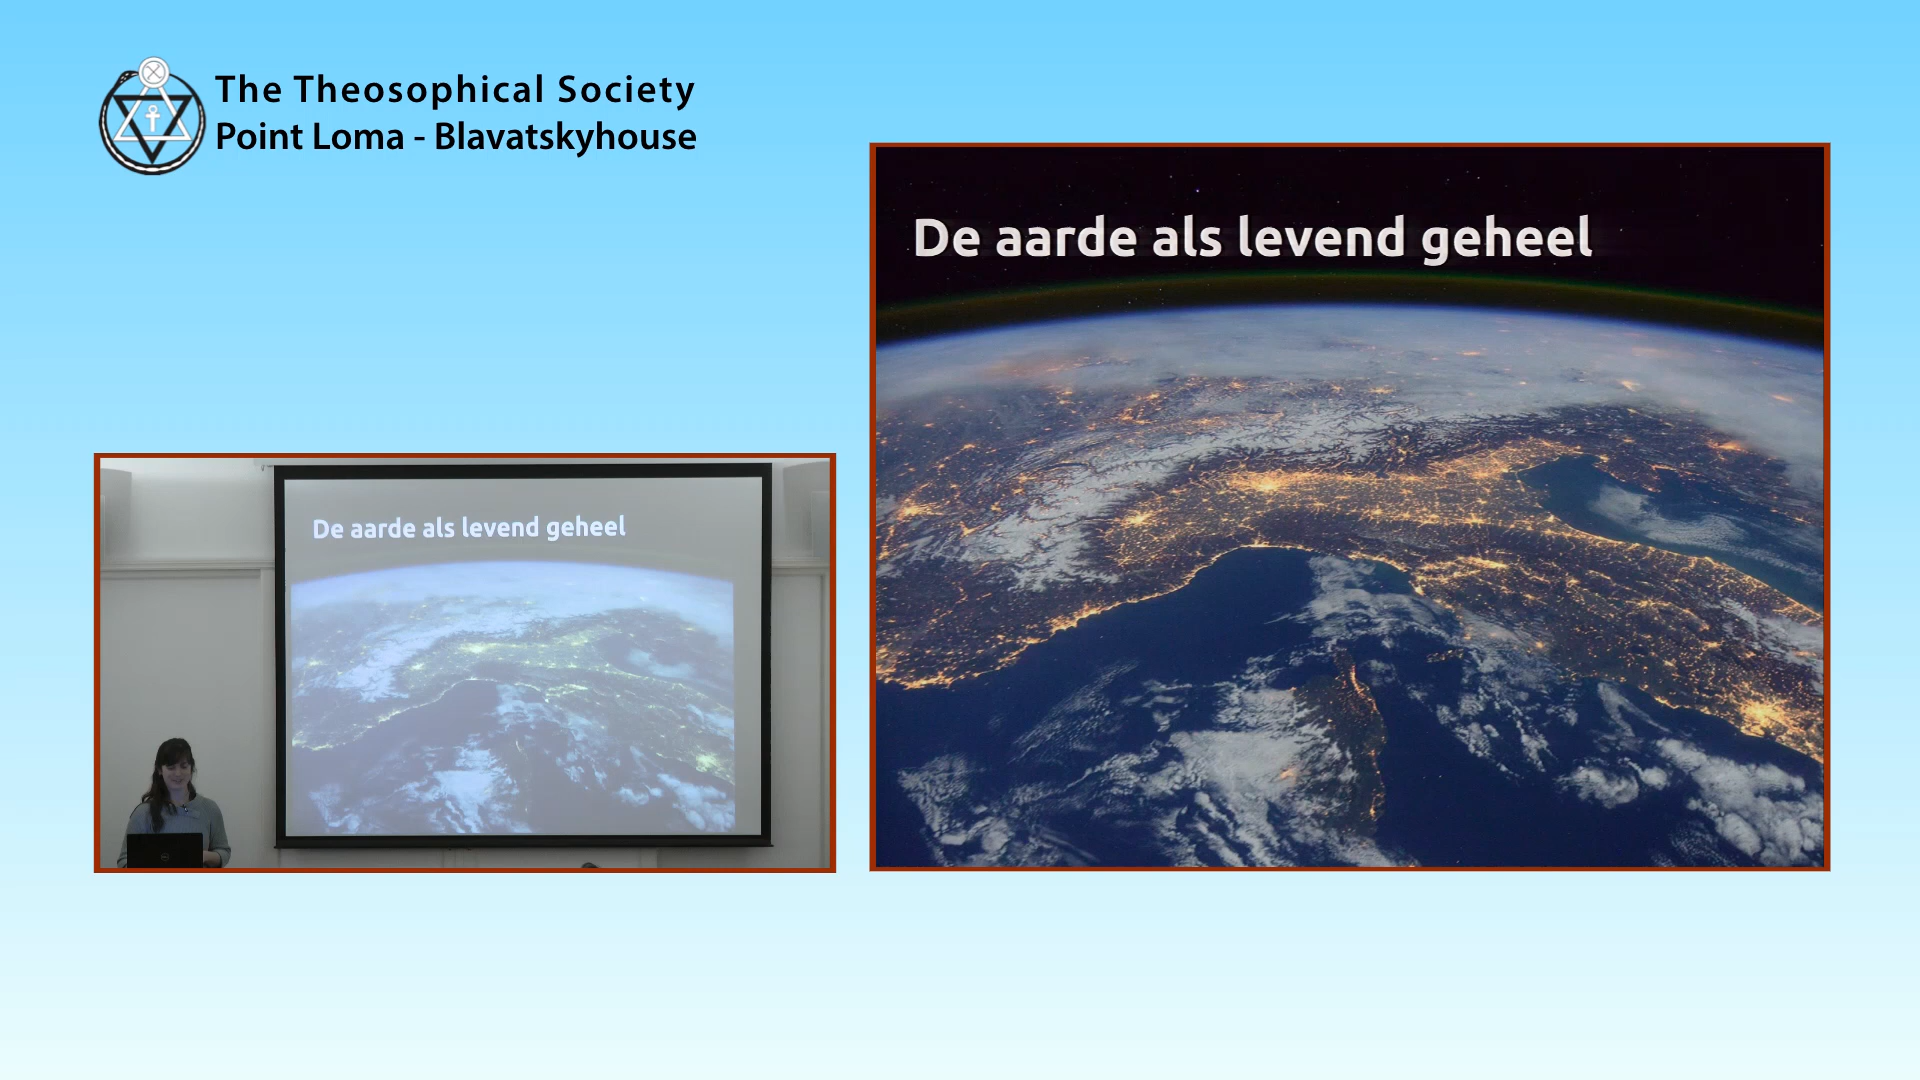 The Theosophical Society
Point Loma - Blavatskyhouse
De aarde als levend geheel
De aarde als levend geheel